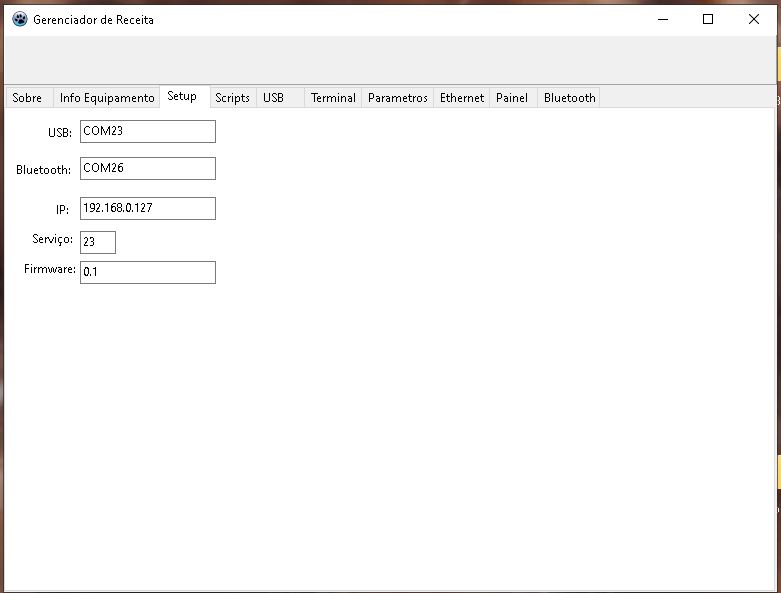 Gerenciador de Receita
Sobre Info Equipamento Setup Scripts USB Terminal Parametros Ethernet Painel Bluetooth
USB: COM23
Bluetooth: COM26
IP: 192.168.0.127
Serviço: 23
Firmware: 0.1